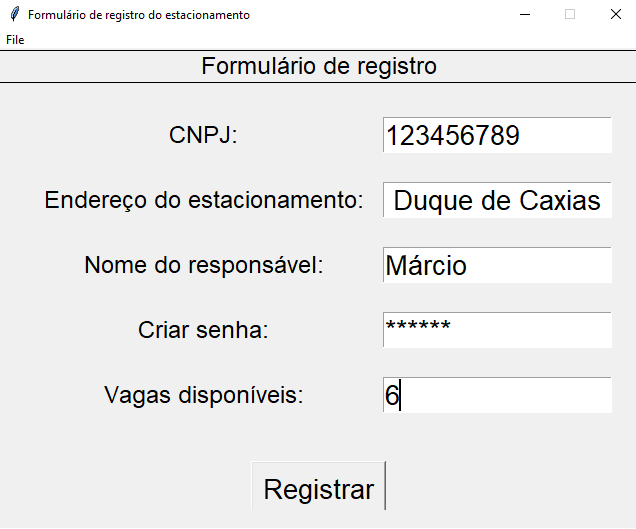 Formulário de registro do estacionamento
File
Formulário de registro
CNPJ: 123456789
Endereço do estacionamento: Duque de Caxias
Nome do responsável: Márcio
Criar senha: ******
Vagas disponíveis: 6
Registrar